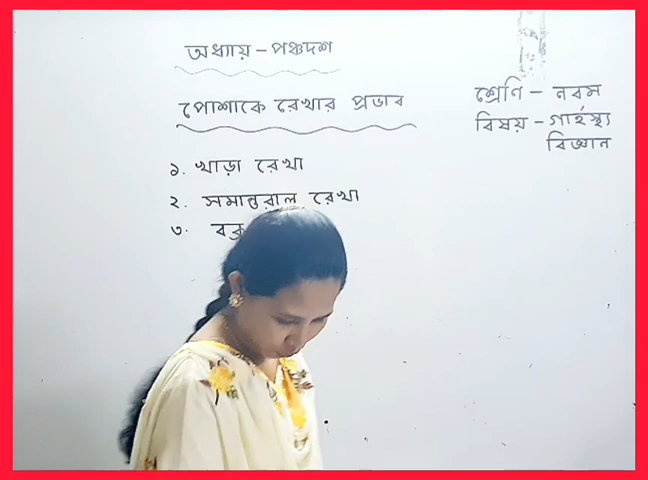 অধ্যায় – পঞ্চদশ
পোশাকে রেখার প্রভাব
শ্রেণি – নবম
বিষয় – গার্হস্থ্য
বিজ্ঞান
১. খাড়া রেখা
২. সমান্তরাল রেখা
৩.